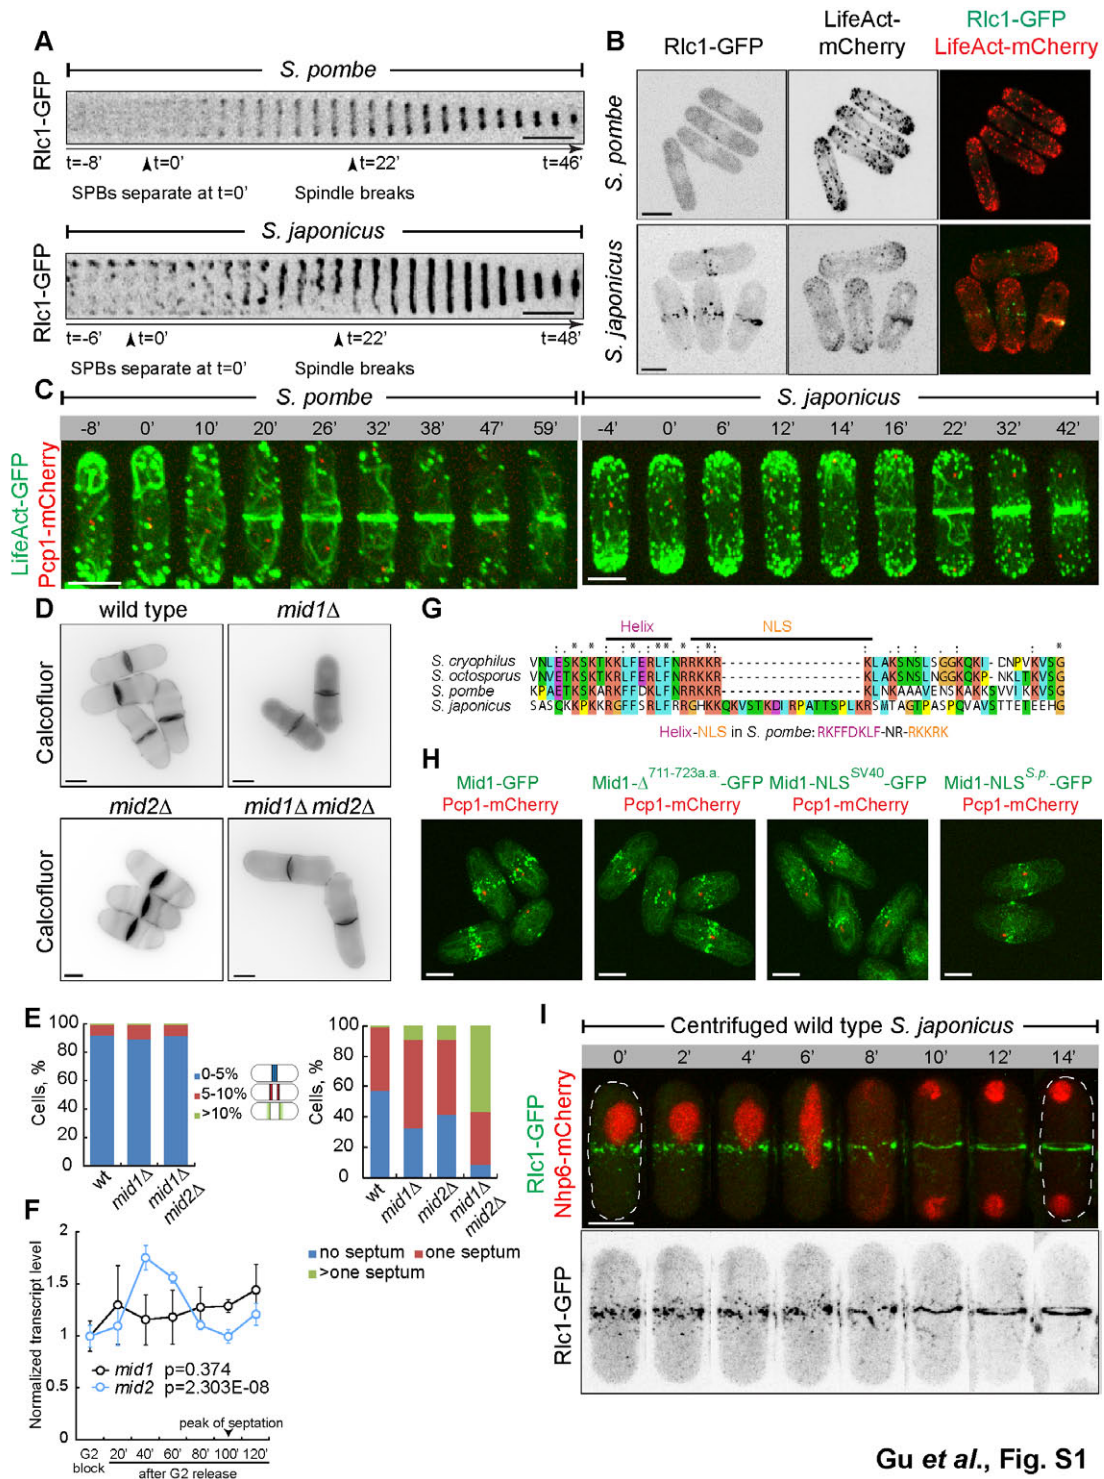 A
S. pombe
Rlc1-GFP
t=-8' t=0' t=22' t=46'
SPBs separate at t=0' Spindle breaks
S. japonicus
Rlc1-GFP
t=-6' t=0' t=22' t=48'
SPBs separate at t=0' Spindle breaks
B
Rlc1-GFP
LifeAct-
mCherry
Rlc1-GFP
LifeAct-mCherry
S. pombe
S. japonicus
C
S. pombe
S. japonicus
-8' 0' 10' 20' 26' 32' 38' 47' 59'
-4' 0' 6' 12' 14' 16' 22' 32' 42'
LifeAct-GFP
Pcp1-mCherry
D
wild type
mid1Δ
Calcofluor
mid2Δ
mid1Δ mid2Δ
Calcofluor
G
Helix
NLS
S. cryophilus VNLESKSKTKKLFERLFNRRKKR----------------KLAKSNSLSGGKQKI-DNPVKVSG
S. octosporus VNVETKSKTKKLFERLFNRRKKR----------------KLAKSNSLNGGKQKP-NKLTKVSG
S. pombe KPAETKSKARKFFDKLFNRRKKR----------------KLNKAAAVENSKAKKSVVIKKVSG
S. japonicus SASQKKPKKRGFFSRLFRRGHKKQKVSTKDIRPATTSPLKRSMTAGTPASPQVAVSTTETEEHG
Helix-NLS in S. pombe: RKFFDKLF-NR-RKKRK
H
Mid1-GFP
Pcp1-mCherry
Mid1-Δ711-723a.a.-GFP
Pcp1-mCherry
Mid1-NLSSV40-GFP
Pcp1-mCherry
Mid1-NLSS.p.-GFP
Pcp1-mCherry
E
Cells, %
100
80
60
40
20
0
wt
mid1Δ
mid1Δ
mid2Δ
0-5%
5-10%
>10%
Cells, %
100
80
60
40
20
0
wt
mid1Δ
mid2Δ
mid1Δ
mid2Δ
no septum one septum
>one septum
F
Normalized transcript level
2
1.5
1
0.5
0
mid1 p=0.374
mid2 p=2.303E-08
peak of septation
G2
block
20' 40' 60' 80' 100' 120'
after G2 release
I
Centrifuged wild type S. japonicus
0' 2' 4' 6' 8' 10' 12' 14'
Rlc1-GFP
Nhp6-mCherry
Rlc1-GFP
Gu et al., Fig. S1